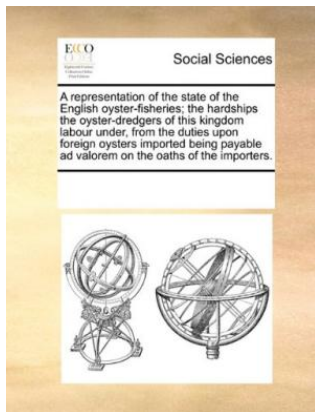 ECCO
Social Sciences
A representation of the state of the
English oyster-fisheries; the hardships
the oyster-dredgers of this kingdom
labour under, from the duties upon
foreign oysters imported being payable
ad valorem on the oaths of the importers.